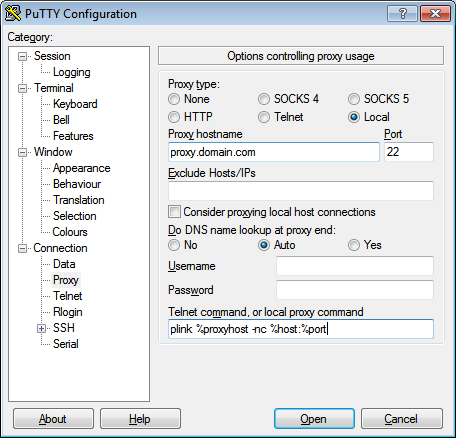 PuTTY Configuration
Category:
Session
Logging
Terminal
Keyboard
Bell
Features
Window
Appearance
Behaviour
Translation
Selection
Colours
Connection
Data
Proxy
Telnet
Rlogin
SSH
Serial
Options controlling proxy usage
Proxy type:
None SOCKS 4 SOCKS 5
HTTP Telnet Local
Proxy hostname Port
proxy.domain.com 22
Exclude Hosts/IPs
Consider proxying local host connections
Do DNS name lookup at proxy end:
No Auto Yes
Username
Password
Telnet command, or local proxy command
plink %proxyhost -nc %host:%port
About Help Open Cancel